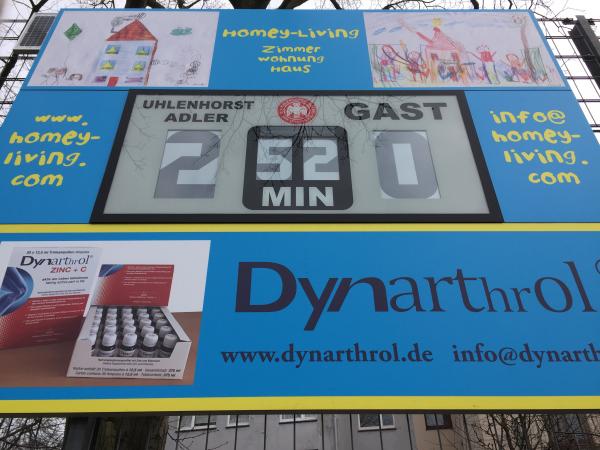 Homey-Living
Zimmer
wohnung
Haus
www.
homey-
living.
com
UHLENHORST
ADLER
GAST
2 52 0
MIN
info@
homey-
living.
com
Dynarthrol
ZINC + C
Dynarthrol®
www.dynarthrol.de info@dynarth